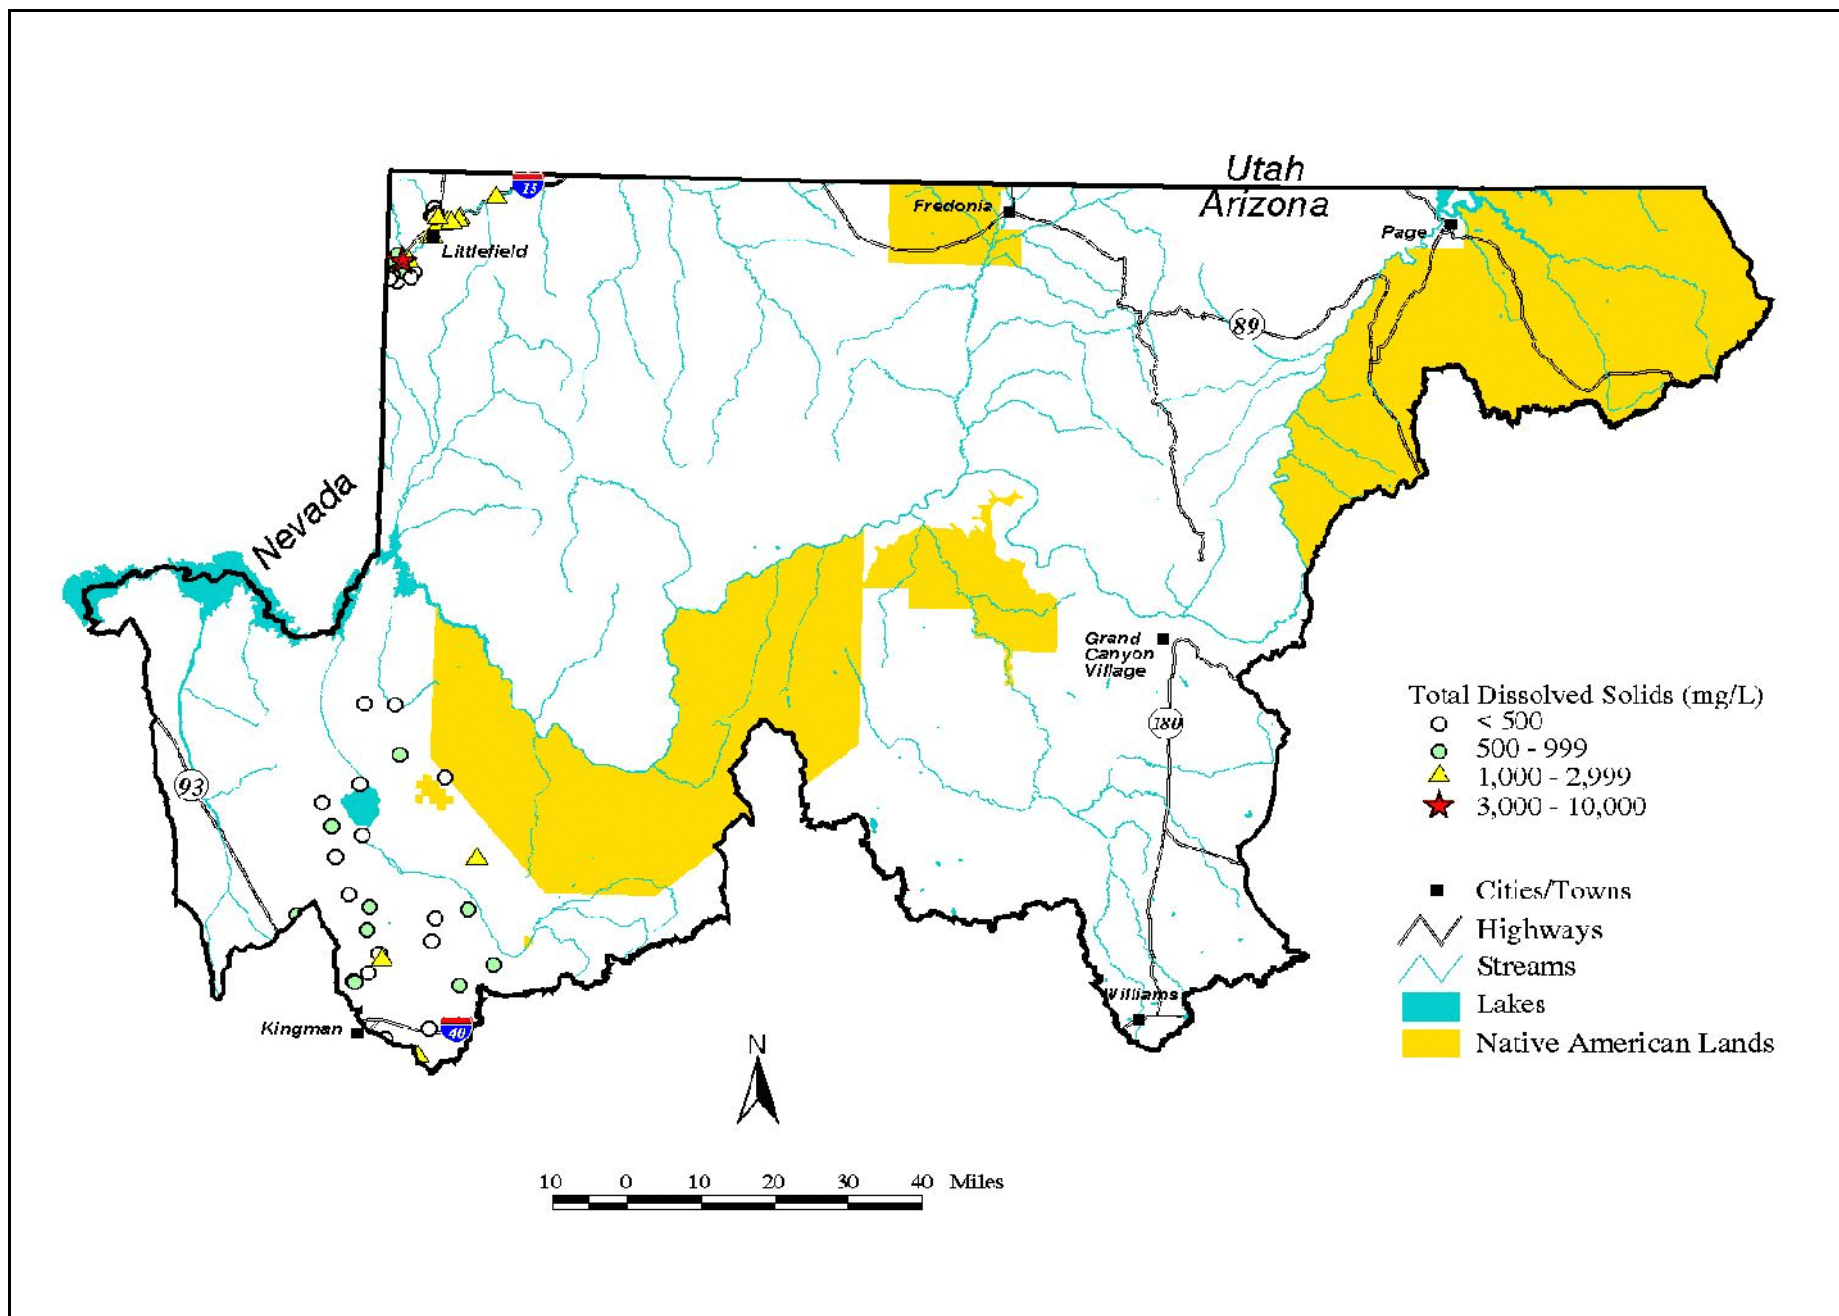 Utah
Arizona
15
Fredonia
Page
Littlefield
89
Nevada
Grand
Canyon
Village
180
93
Total Dissolved Solids (mg/L)
< 500
500 - 999
1,000 - 2,999
3,000 - 10,000
Cities/Towns
Highways
Streams
Lakes
Native American Lands
Williams
Kingman
40
N
10 0 10 20 30 40 Miles